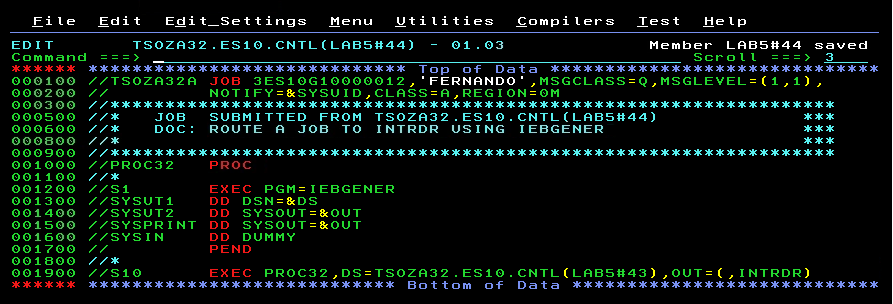 File  Edit  Edit_Settings  Menu  Utilities  Compilers  Test  Help
EDIT       TSOZA32.ES10.CNTL(LAB5#44) - 01.03             Member LAB5#44 saved
Command ===>                                                  Scroll ===> 3
****** ***************************** Top of Data ******************************
000100 //TSOZA32A JOB 3ES10G10000012,'FERNANDO',MSGCLASS=Q,MSGLEVEL=(1,1),
000200 //         NOTIFY=&SYSUID,CLASS=A,REGION=0M
000300 //******************************************************************
000500 //*   JOB  SUBMITTED FROM TSOZA32.ES10.CNTL(LAB5#44)             ***
000600 //*   DOC: ROUTE A JOB TO INTRDR USING IEBGENER                  ***
000800 //*                                                              ***
000900 //******************************************************************
001000 //PROC32   PROC
001100 //*
001200 //S1       EXEC PGM=IEBGENER
001300 //SYSUT1   DD DSN=&DS
001400 //SYSUT2   DD SYSOUT=&OUT
001500 //SYSPRINT DD SYSOUT=&OUT
001600 //SYSIN    DD DUMMY
001700 //         PEND
001800 //*
001900 //S10      EXEC PROC32,DS=TSOZA32.ES10.CNTL(LAB5#43),OUT=(,INTRDR)
****** **************************** Bottom of Data ****************************